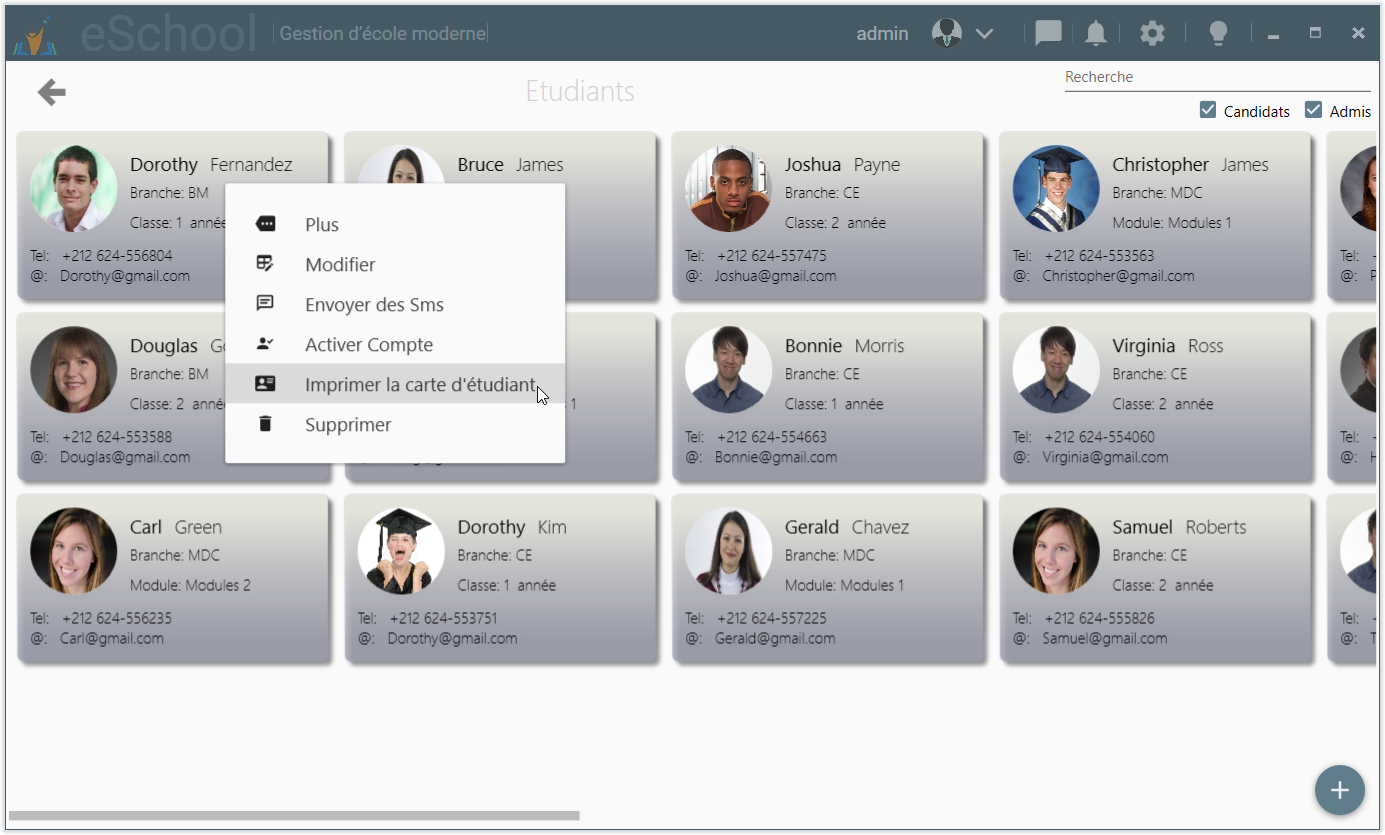 eSchool Gestion d'école moderne admin
Etudiants
Recherche
Candidats Admis
Dorothy Fernandez
Branche: BM
Classe: 1 année
Tel: +212 624-556804
@: Dorothy@gmail.com
Bruce James
Joshua Payne
Branche: CE
Classe: 2 année
Tel: +212 624-557475
@: Joshua@gmail.com
Christopher James
Branche: MDC
Module: Modules 1
Tel: +212 624-553563
@: Christopher@gmail.com
Tel:
@:
Plus
Modifier
Envoyer des Sms
Activer Compte
Imprimer la carte d'étudiant
Supprimer
Douglas
Branche: BM
Classe: 2 année
Tel: +212 624-553588
@: Douglas@gmail.com
1
Bonnie Morris
Branche: CE
Classe: 1 année
Tel: +212 624-554663
@: Bonnie@gmail.com
Virginia Ross
Branche: CE
Classe: 2 année
Tel: +212 624-554060
@: Virginia@gmail.com
Tel:
@:
Carl Green
Branche: MDC
Module: Modules 2
Tel: +212 624-556235
@: Carl@gmail.com
Dorothy Kim
Branche: CE
Classe: 1 année
Tel: +212 624-553751
@: Dorothy@gmail.com
Gerald Chavez
Branche: MDC
Module: Modules 1
Tel: +212 624-557225
@: Gerald@gmail.com
Samuel Roberts
Branche: CE
Classe: 2 année
Tel: +212 624-555826
@: Samuel@gmail.com
Tel:
@: